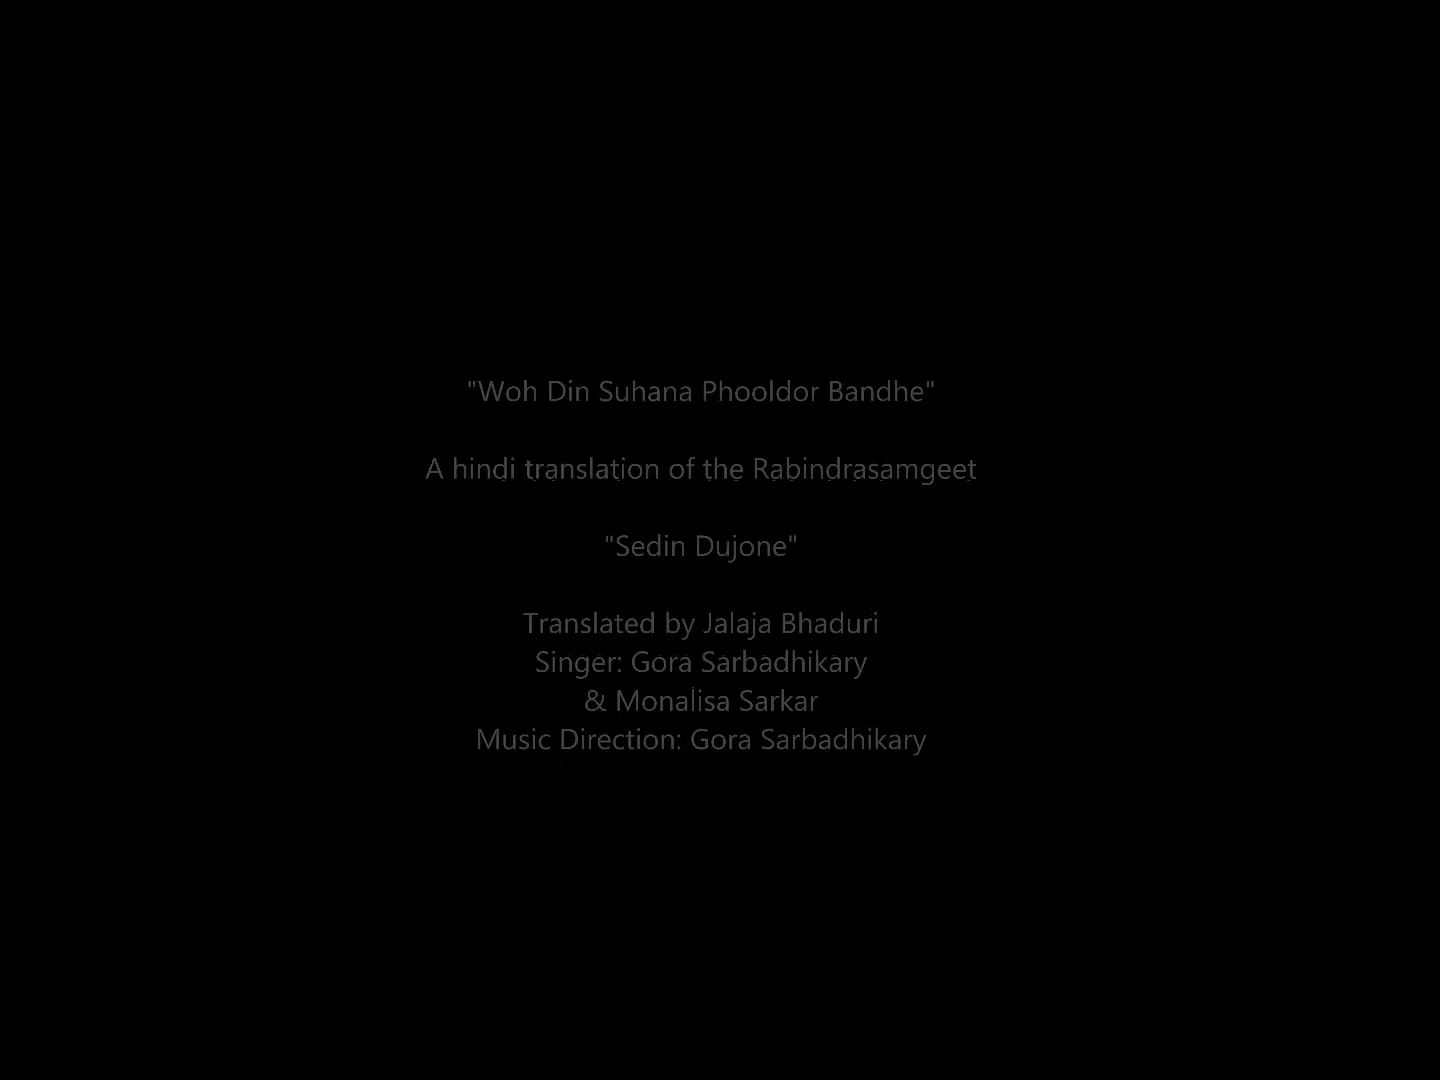 "Woh Din Suhana Phooldor Bandhe"
A hindi translation of the Rabindrasamgeet
"Sedin Dujone"
Translated by Jalaja Bhaduri
Singer: Gora Sarbadhikary
& Monalisa Sarkar
Music Direction: Gora Sarbadhikary